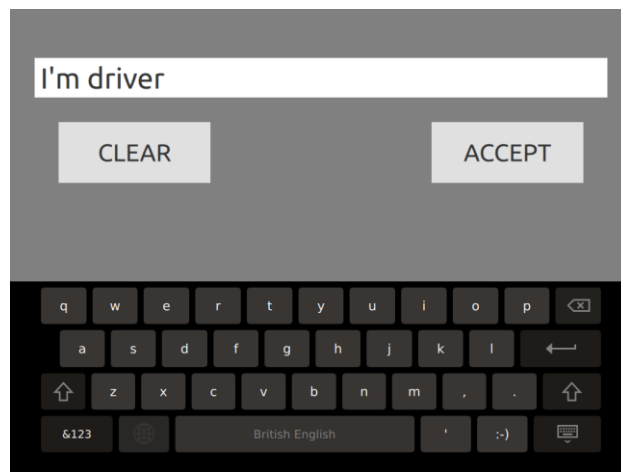 I'm driver
CLEAR ACCEPT
q w e r t y u i o p
a s d f g h j k l
z x c v b n m , .
&123 British English ' :-)